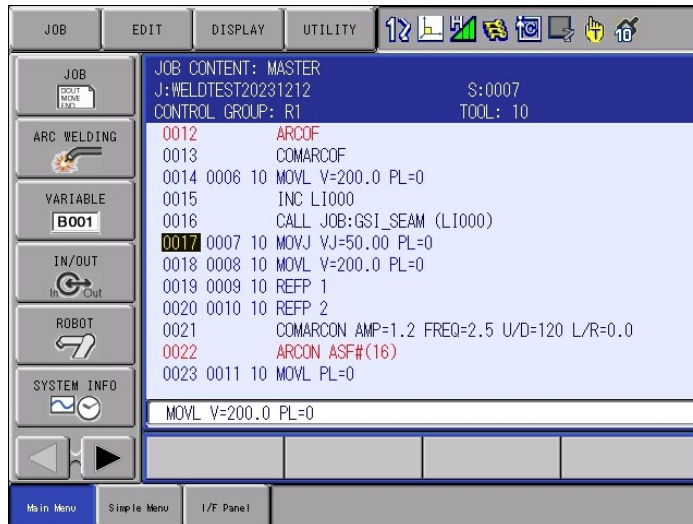 JOB EDIT DISPLAY UTILITY
JOB
DOUT
MOVE
END
ARC WELDING
VARIABLE
B001
IN/OUT
In Out
ROBOT
SYSTEM INFO
JOB CONTENT: MASTER
J:WELDTEST20231212 S:0007
CONTROL GROUP: R1 TOOL: 10
0012 ARCOF
0013 COMARCOF
0014 0006 10 MOVL V=200.0 PL=0
0015 INC LI000
0016 CALL JOB:GSI_SEAM (LI000)
0017 0007 10 MOVJ VJ=50.00 PL=0
0018 0008 10 MOVL V=200.0 PL=0
0019 0009 10 REFP 1
0020 0010 10 REFP 2
0021 COMARCON AMP=1.2 FREQ=2.5 U/D=120 L/R=0.0
0022 ARCON ASF#(16)
0023 0011 10 MOVL PL=0
MOVL V=200.0 PL=0
Main Menu Simple Menu I/F Panel